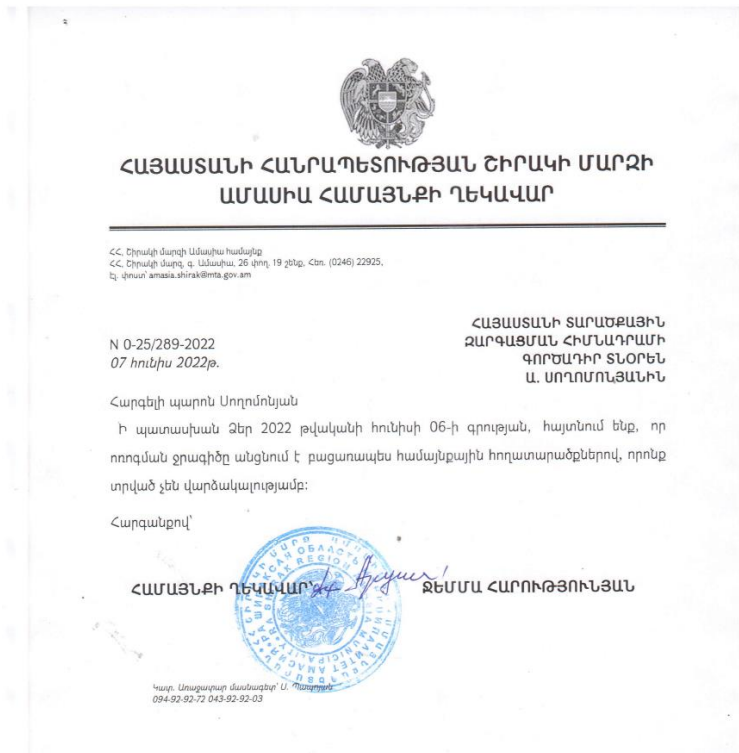 ՀԱՅԱՍՏԱՆԻ ՀԱՆՐԱՊԵՏՈՒԹՅԱՆ ՇԻՐԱԿԻ ՄԱՐԶԻ
ԱՄԱՍԻԱ ՀԱՄԱՅՆՔԻ ՂԵԿԱՎԱՐ
ՀՀ, Շիրակի մարզի Ամասիա համայնք
ՀՀ, Շիրակի մարզ, գ. Ամասիա, 26 փող. 19 շենք, Հեռ. (0246) 22925,
էլ. փոստ՝ amasia.shirak@mta.gov.am
ՀԱՅԱՍՏԱՆԻ ՏԱՐԱԾՔԱՅԻՆ
ԶԱՐԳԱՑՄԱՆ ՀԻՄՆԱԴՐԱՄԻ
ԳՈՐԾԱԴԻՐ ՏՆՕՐԵՆ
Ա. ՍՈՂՈՄՈՆՅԱՆԻՆ
N 0-25/289-2022
07 հունիս 2022թ.
Հարգելի պարոն Սողոմոնյան
Ի պատասխան Ձեր 2022 թվականի հունիսի 06-ի գրության, հայտնում ենք, որ
ոռոգման ջրագիծը անցնում է բացառապես համայնքային հողատարածքներով, որոնք
տրված չեն վարձակալությամբ:
Հարգանքով՝
ՀԱՄԱՅՆՔԻ ՂԵԿԱՎԱՐ՝ ՋԵՄՄԱ ՀԱՐՈՒԹՅՈՒՆՅԱՆ
Կատ. Առաջատար մասնագետ՝ Ս. Պապոյան
094-92-92-72 043-92-92-03